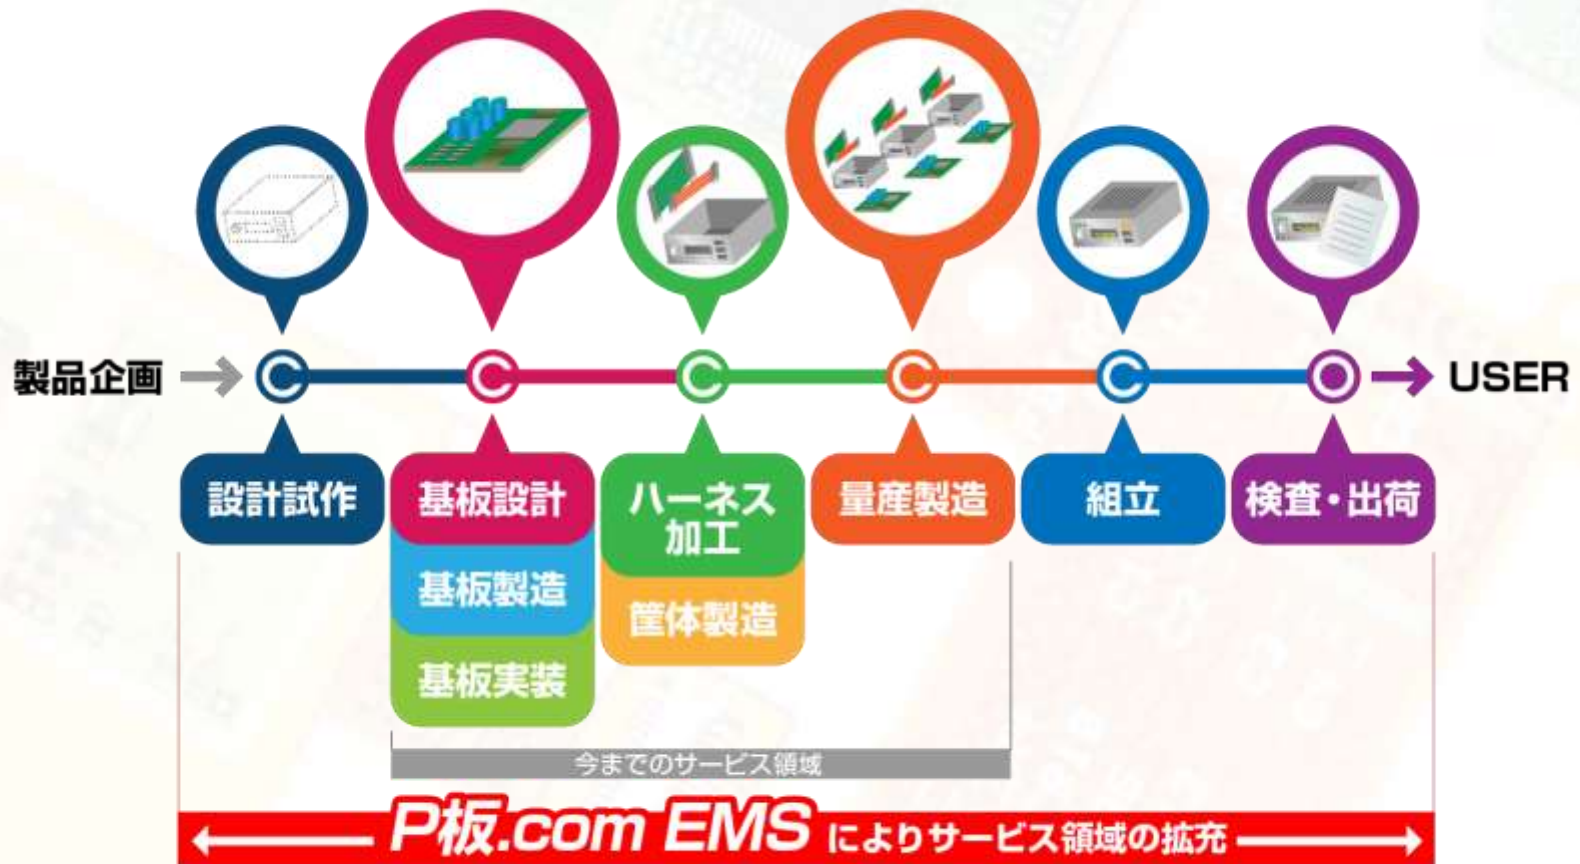 製品企画
USER
設計試作
基板設計
基板製造
基板実装
ハーネス
加工
筐体製造
量産製造
組立
検査・出荷
今までのサービス領域
P板.com EMS によりサービス領域の拡充